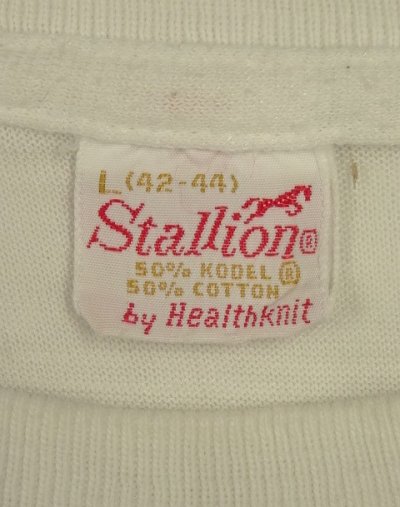 L (42-44)
Stallion®
50% KODEL ®
50% COTTON
by Healthknit